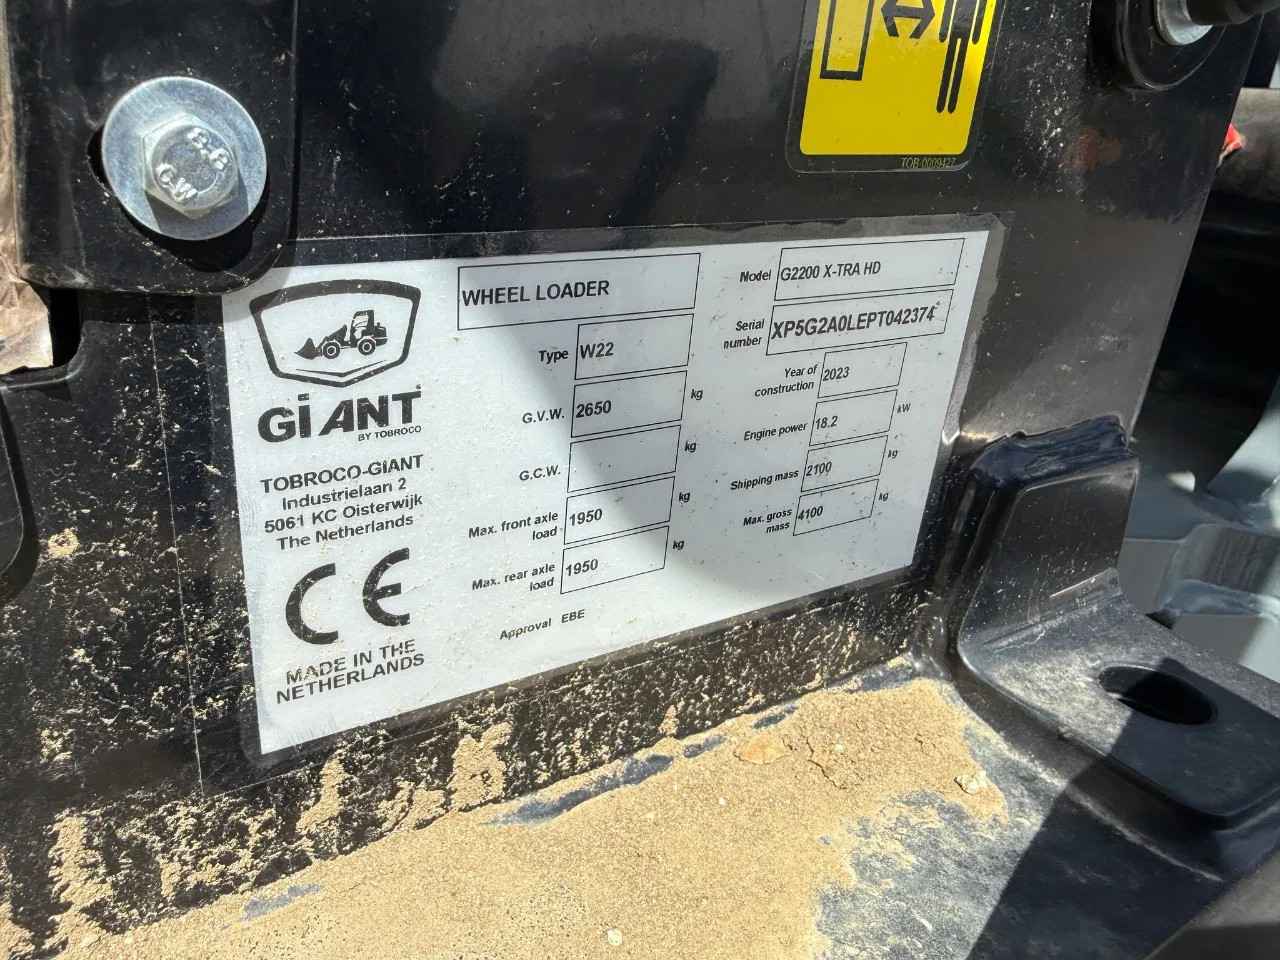 8.8
CW
TOB.0009427
GiANT
BY TOBROCO
TOBROCO-GIANT
Industrielaan 2
5061 KC Oisterwijk
The Netherlands
CE
MADE IN THE
NETHERLANDS
WHEEL LOADER
Type W22
G.V.W. 2650 kg
G.C.W. kg
Max. front axle
load 1950 kg
Max. rear axle
load 1950 kg
Approval EBE
Model G2200 X-TRA HD
Serial
number XP5G2A0LEPT042374
Year of
construction 2023
Engine power 18.2 kW
Shipping mass 2100 kg
Max. gross
mass 4100 kg